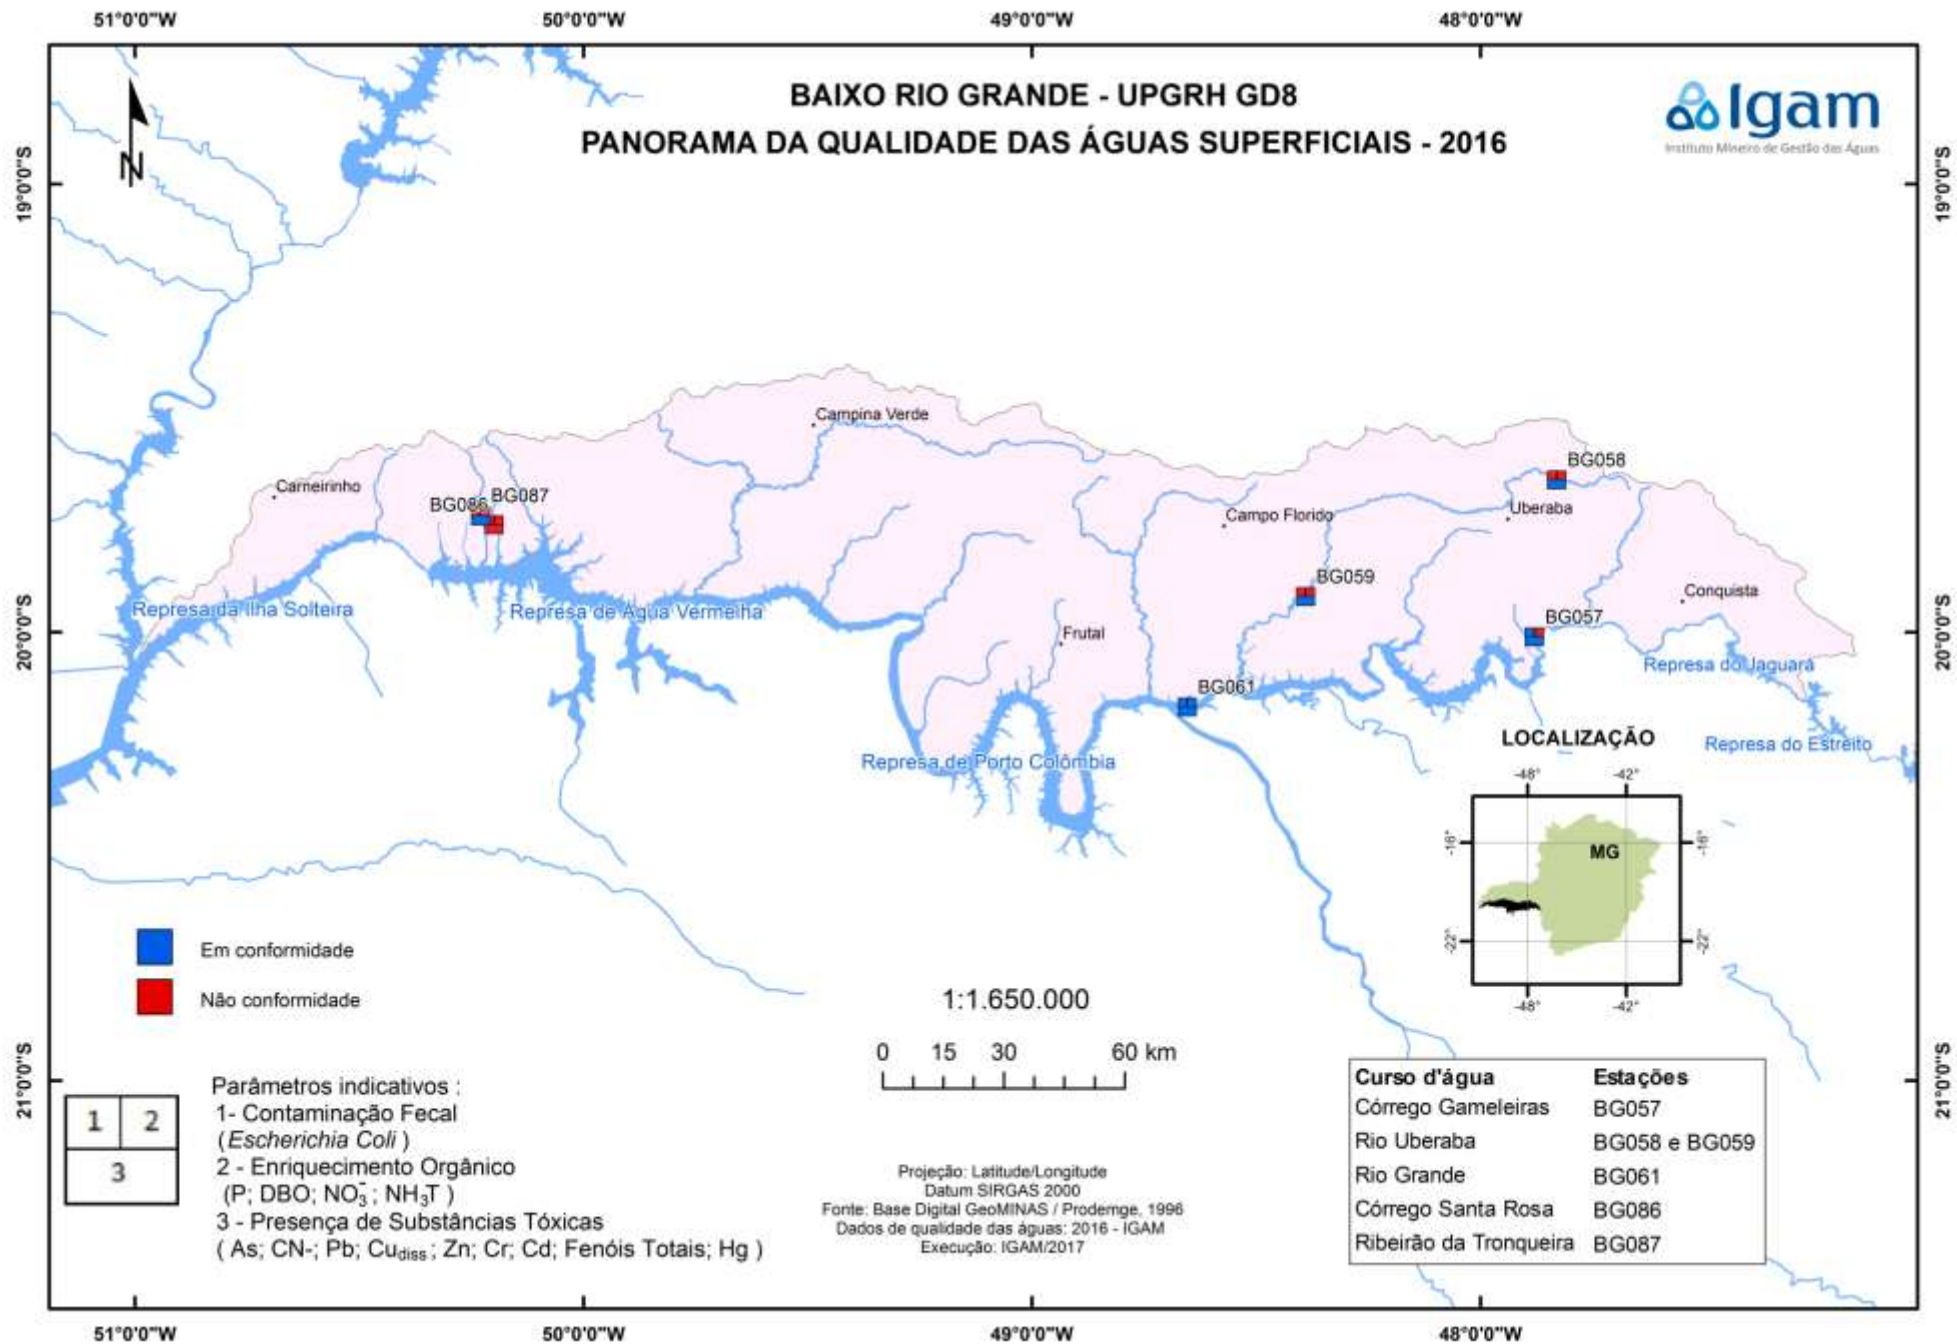 51°0'0"W 50°0'0"W 49°0'0"W 48°0'0"W
BAIXO RIO GRANDE - UPGRH GD8
PANORAMA DA QUALIDADE DAS ÁGUAS SUPERFICIAIS - 2016
Igam
Instituto Mineiro de Gestão das Águas
N
19°0'0"S 19°0'0"S
Campina Verde
BG058
Carneirinho
BG086 BG087
Uberaba
Campo Florido
BG059
Conquista
Represa da Ilha Solteira
Represa de Água Vermelha
BG057
20°0'0"S 20°0'0"S
Frutal
Represa do Jaguará
BG061
LOCALIZAÇÃO
Represa do Estreito
Represa de Porto Colômbia
-48° -42°
-16° -16°
MG
-22° -22°
-48° -42°
Em conformidade
Não conformidade
1:1.650.000
0 15 30 60 km
21°0'0"S 21°0'0"S
1 2
3
Parâmetros indicativos :
1- Contaminação Fecal
(Escherichia Coli )
2 - Enriquecimento Orgânico
(P; DBO; NO₃⁻; NH₃T )
3 - Presença de Substâncias Tóxicas
( As; CN-; Pb; Cudiss; Zn; Cr; Cd; Fenóis Totais; Hg )
Projeção: Latitude/Longitude
Datum SIRGAS 2000
Fonte: Base Digital GeoMINAS / Prodemge, 1996
Dados de qualidade das águas: 2016 - IGAM
Execução: IGAM/2017
Curso d'água Estações
Córrego Gameleiras BG057
Rio Uberaba BG058 e BG059
Rio Grande BG061
Córrego Santa Rosa BG086
Ribeirão da Tronqueira BG087
51°0'0"W 50°0'0"W 49°0'0"W 48°0'0"W